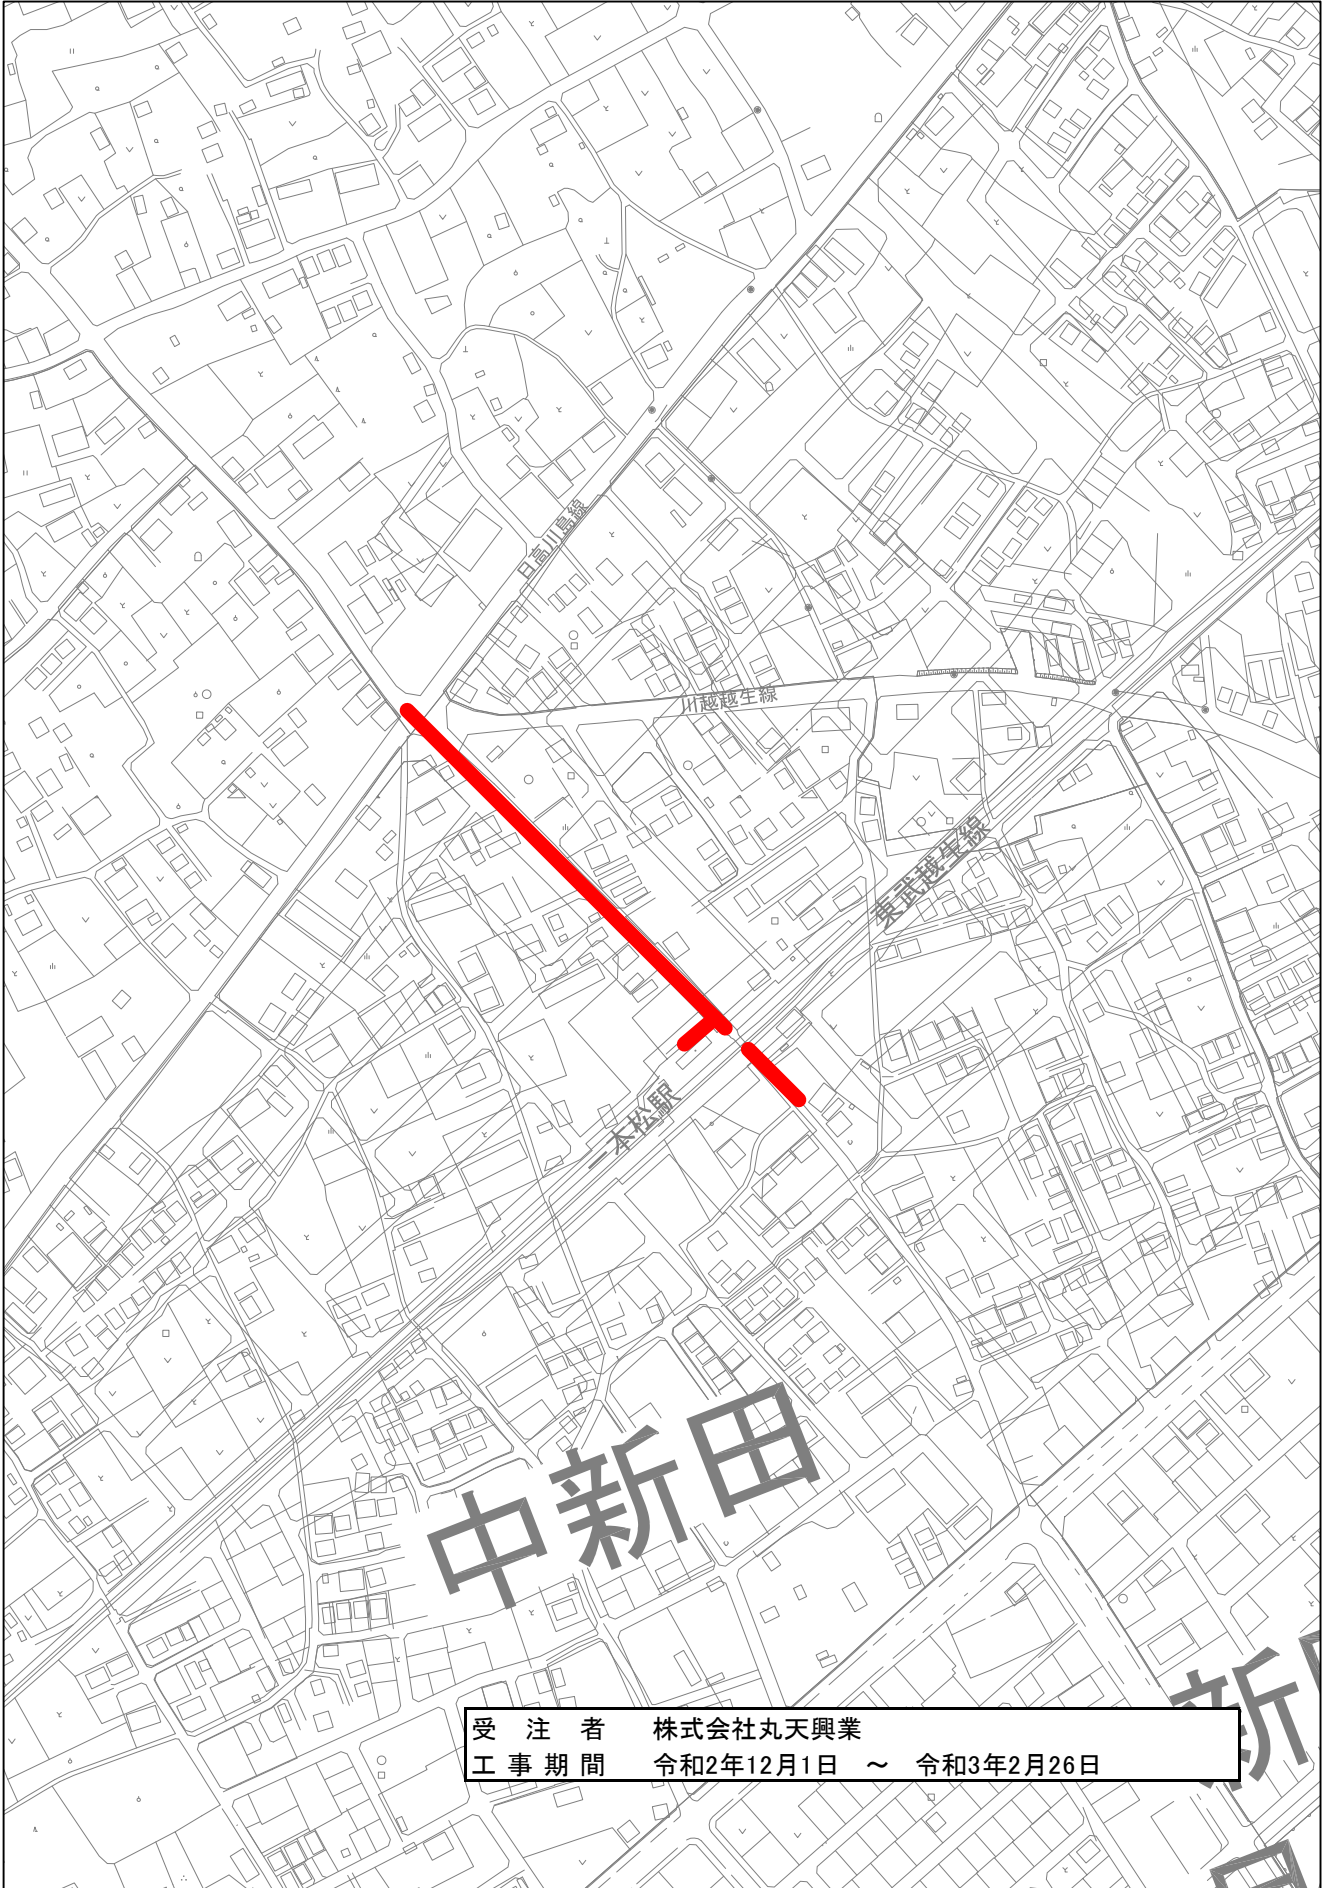 日高川島線
川越越生線
東武越生線
一本松駅
中新田
新
受 注 者 株式会社丸天興業
工 事 期 間 令和2年12月1日 ～ 令和3年2月26日